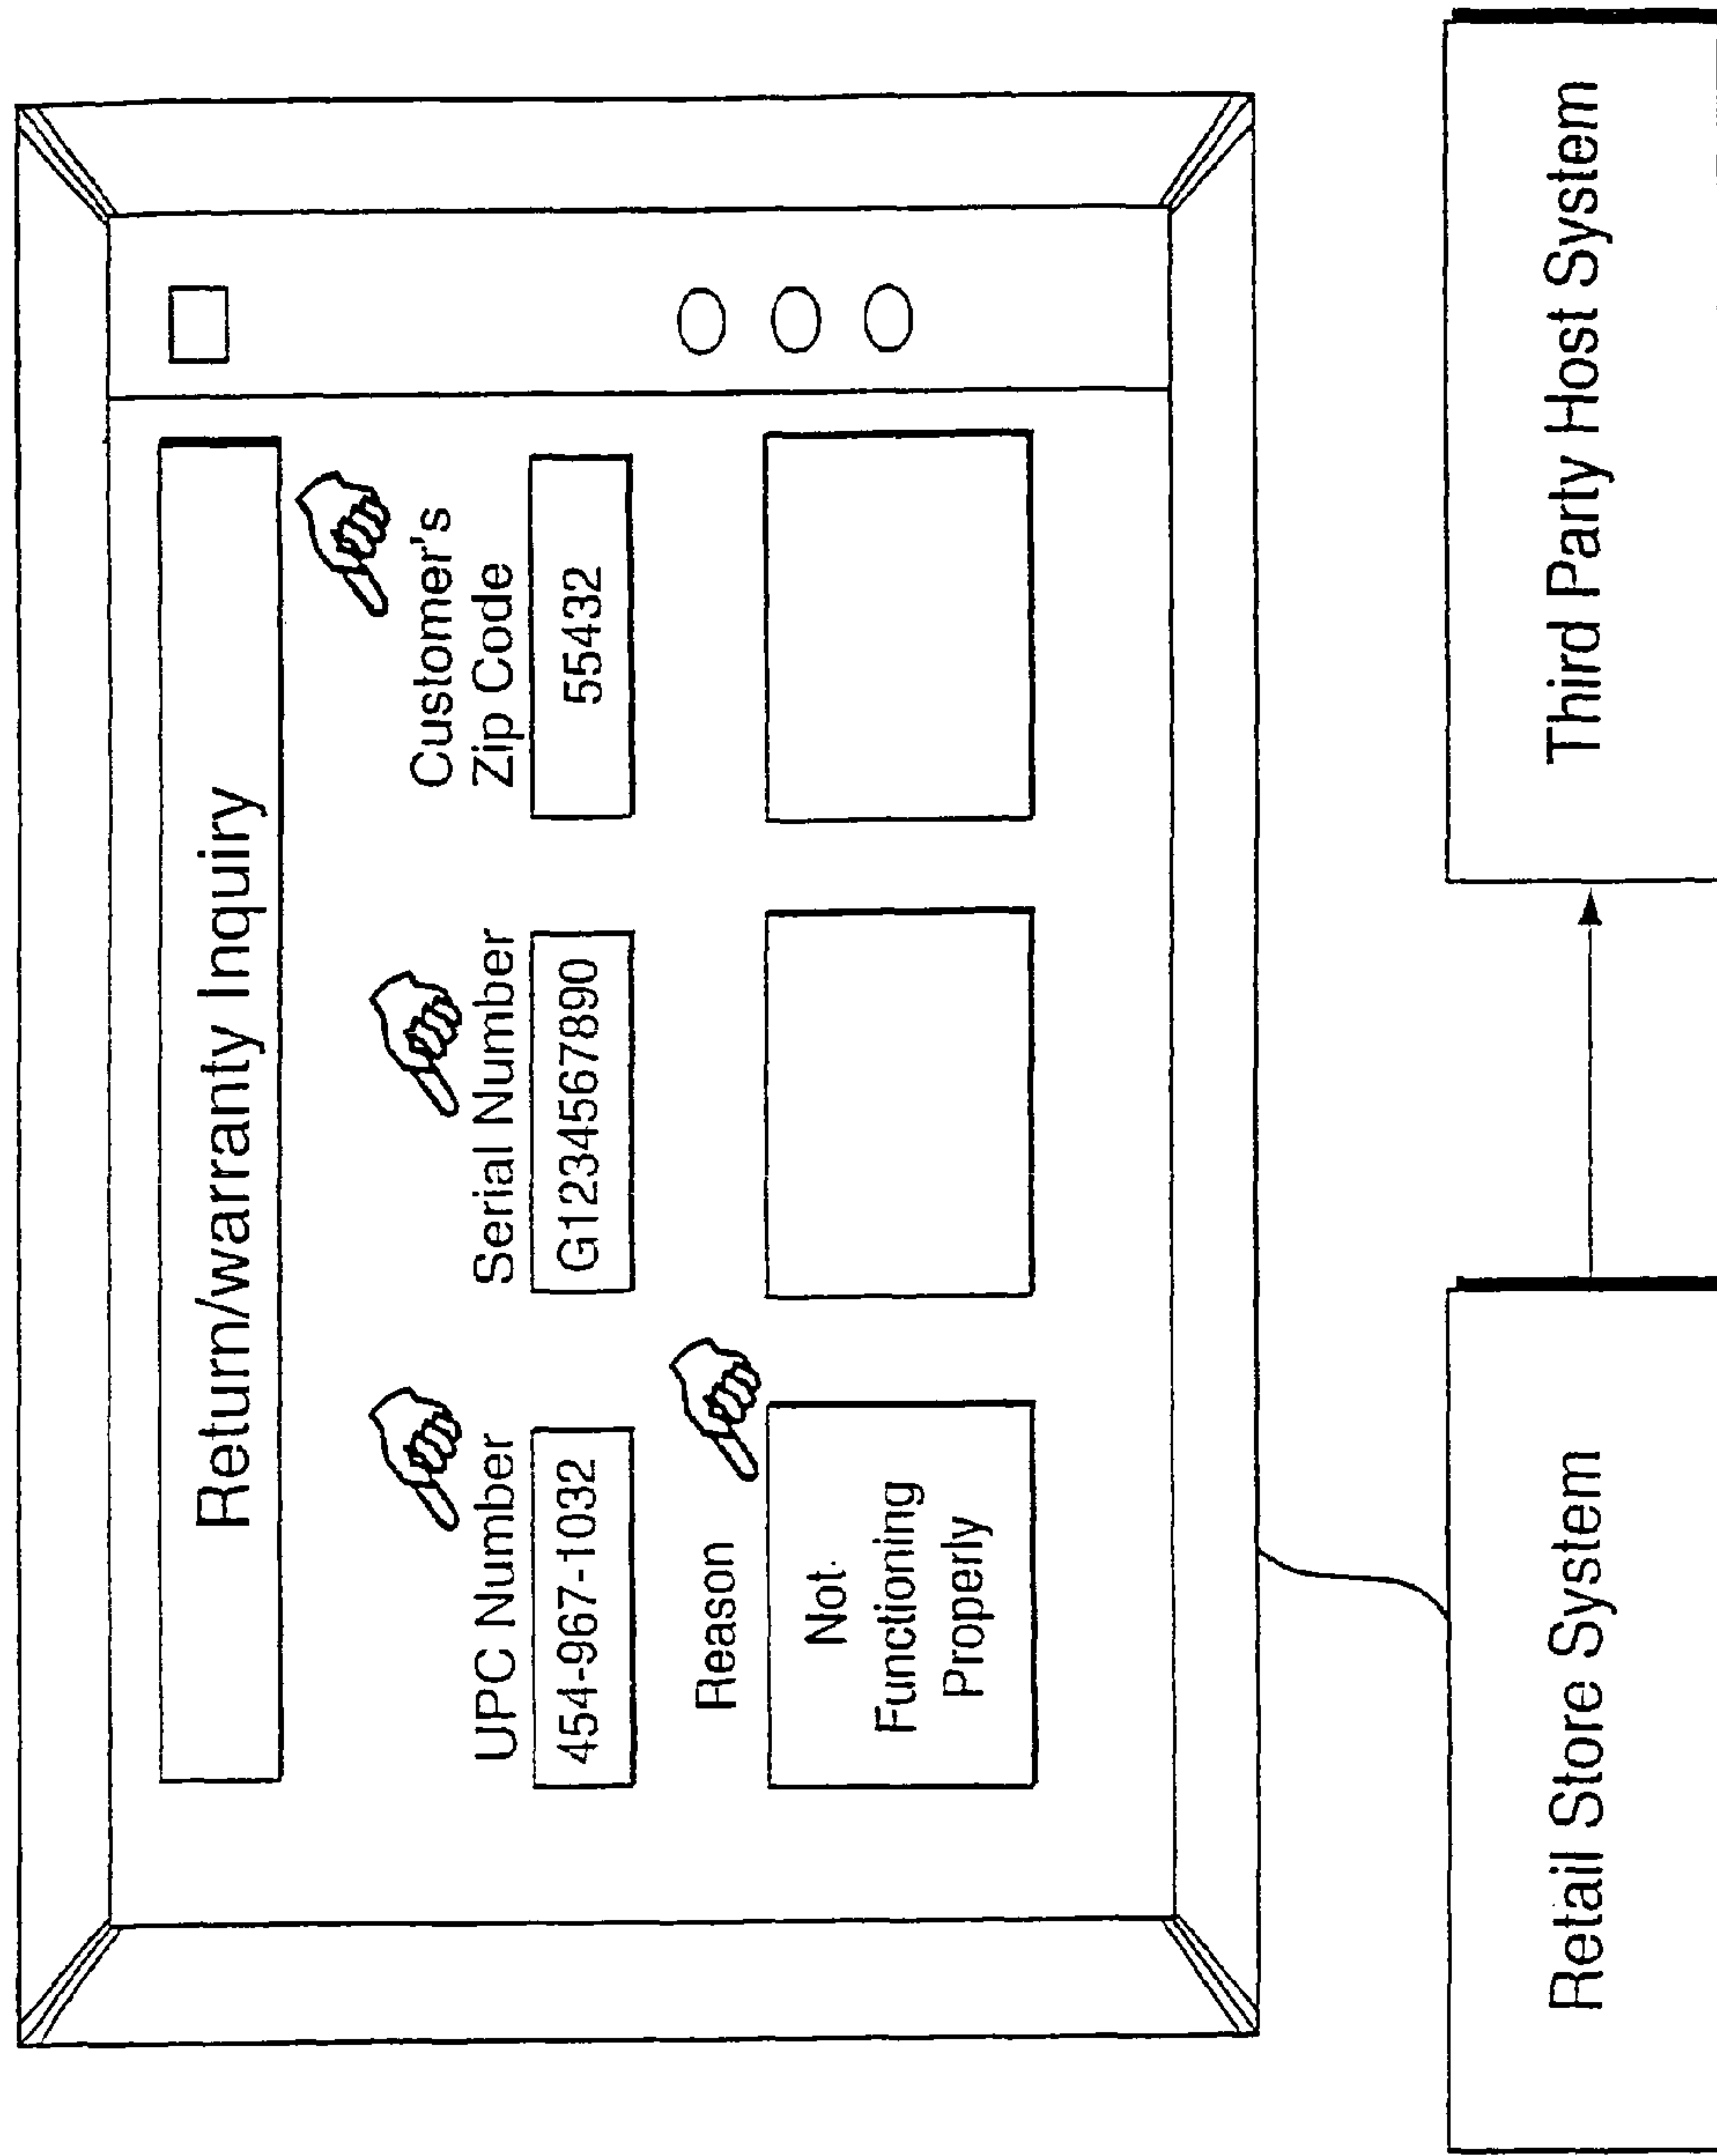 Return/warranty Inquiry
UPC Number
454-967-1032
Serial Number
G1234567890
Customer's
Zip Code
55432
Reason
Not
Functioning
Properly
Retail Store System
Third Party Host System